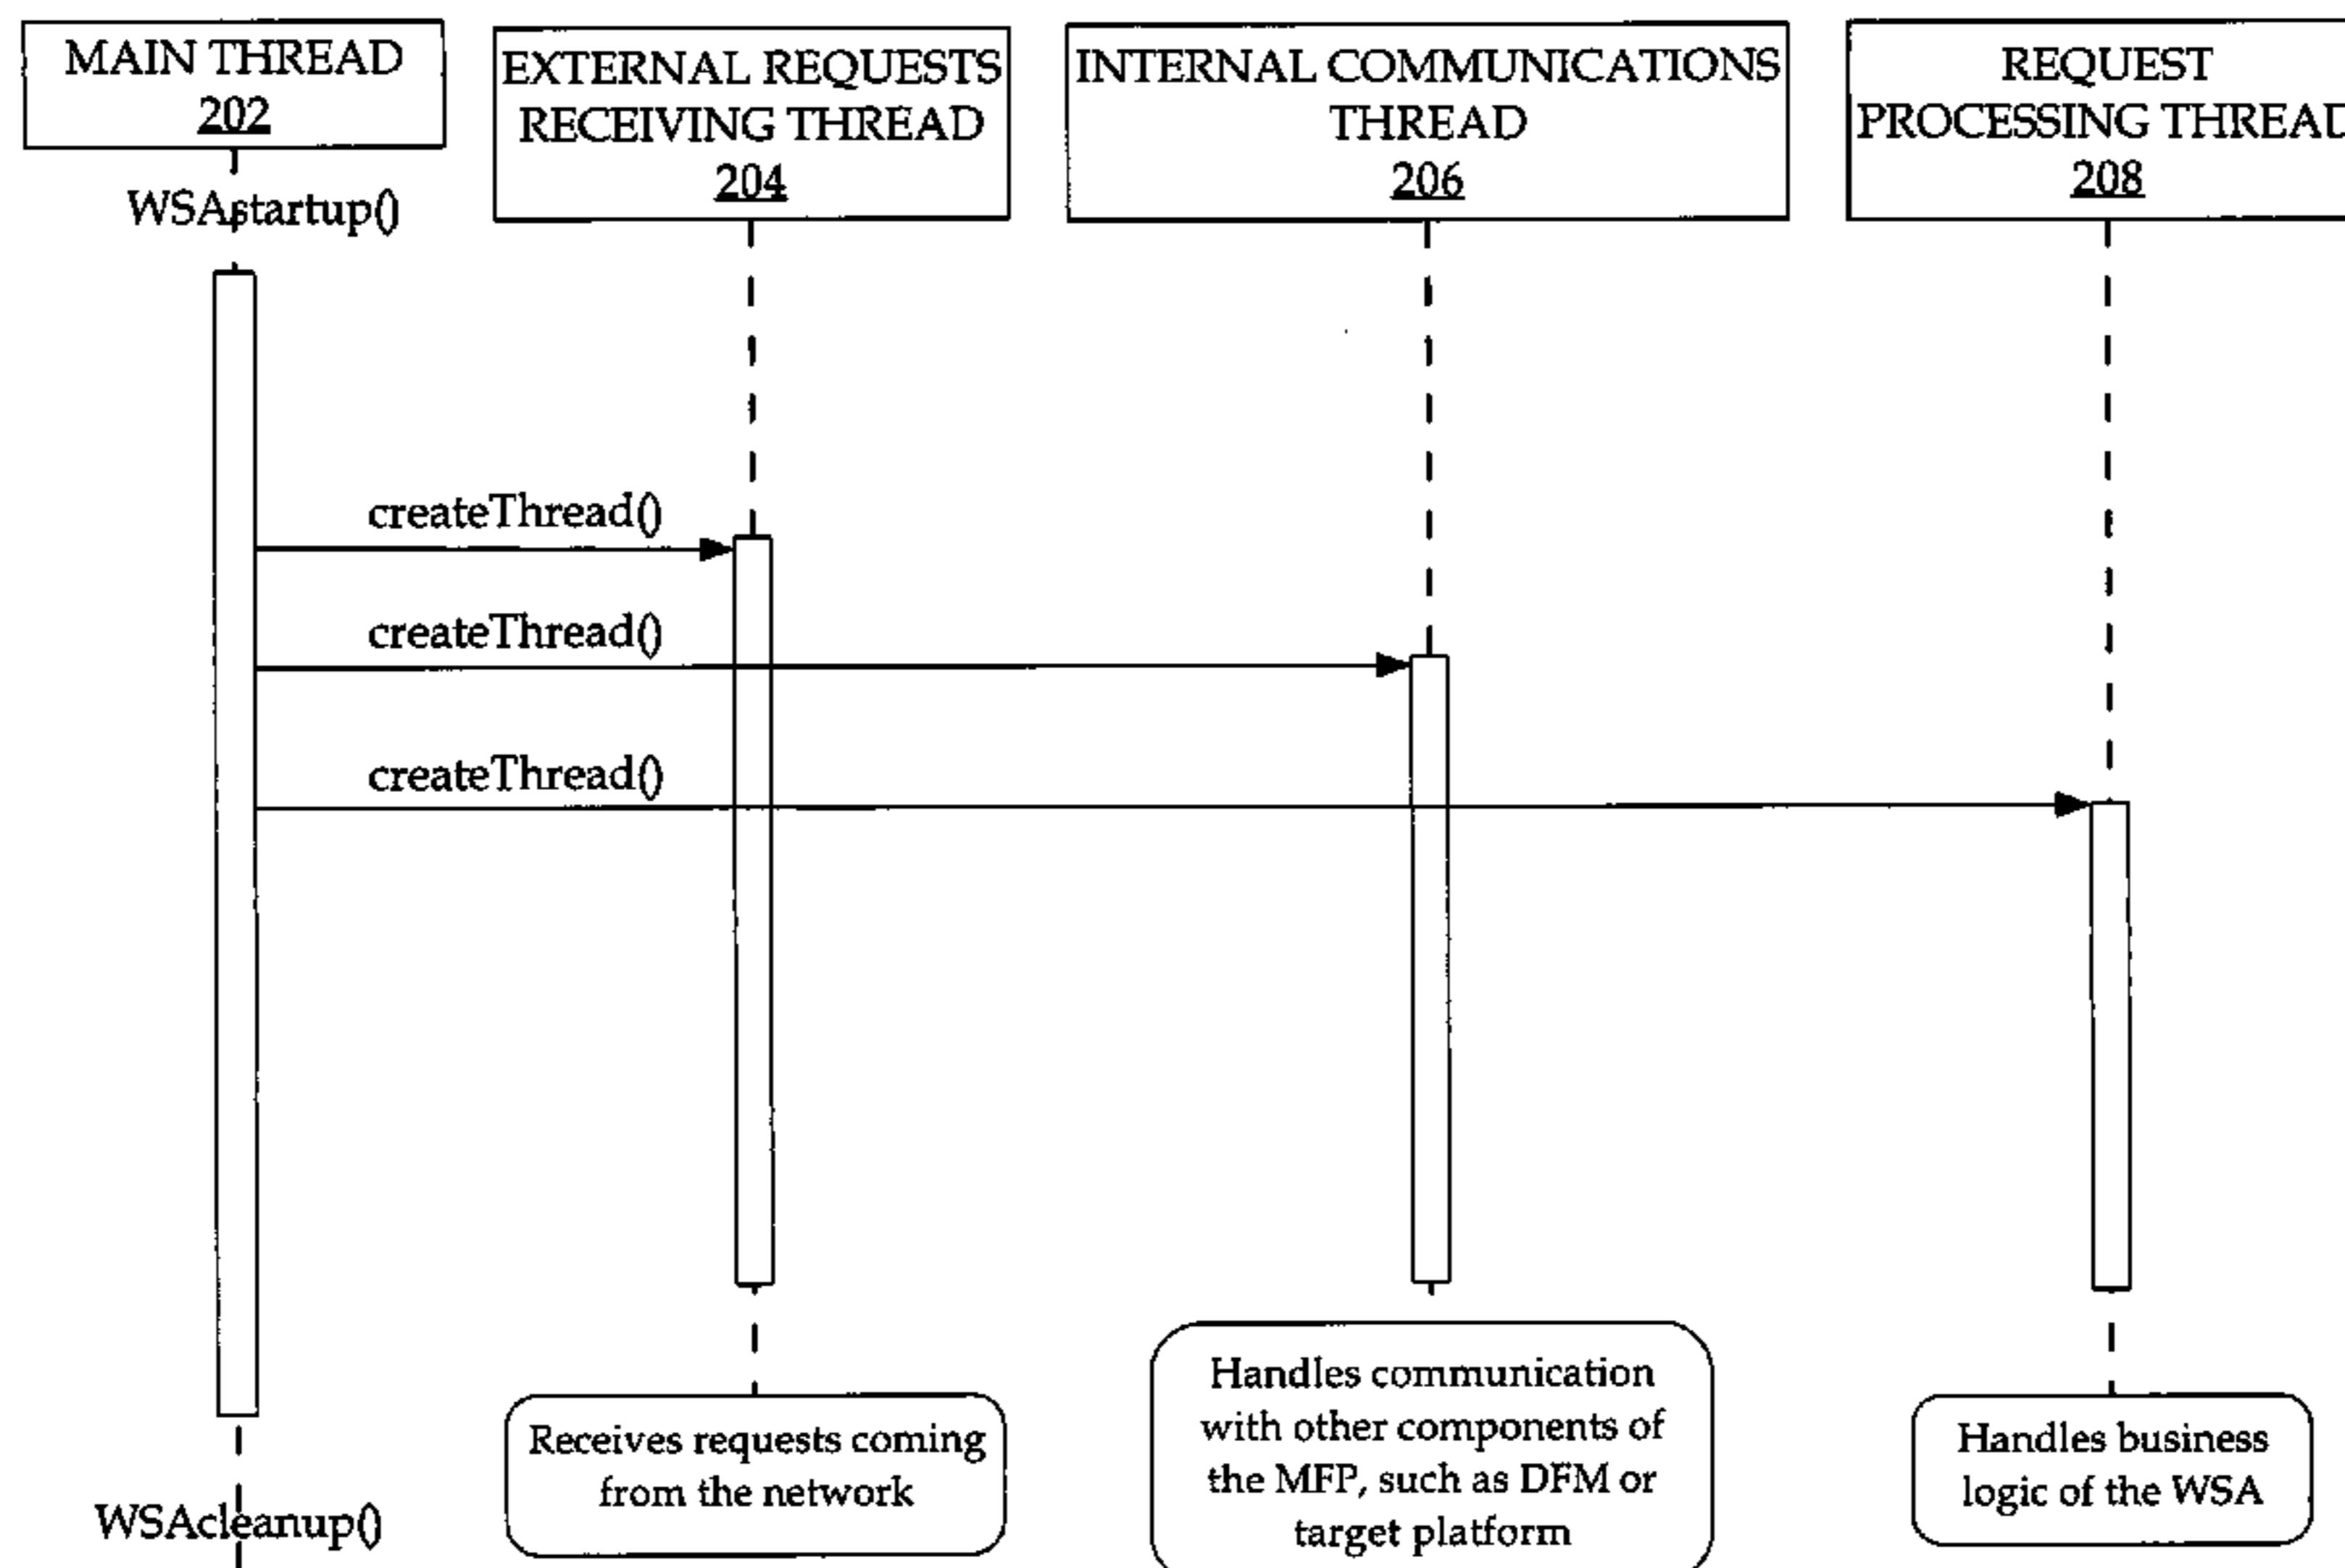 MAIN THREAD
202
EXTERNAL REQUESTS
RECEIVING THREAD
204
INTERNAL COMMUNICATIONS
THREAD
206
REQUEST
PROCESSING THREAD
208
WSAstartup()
createThread()
createThread()
createThread()
Receives requests coming
from the network
Handles communication
with other components of
the MFP, such as DFM or
target platform
Handles business
logic of the WSA
WSAcleanup()